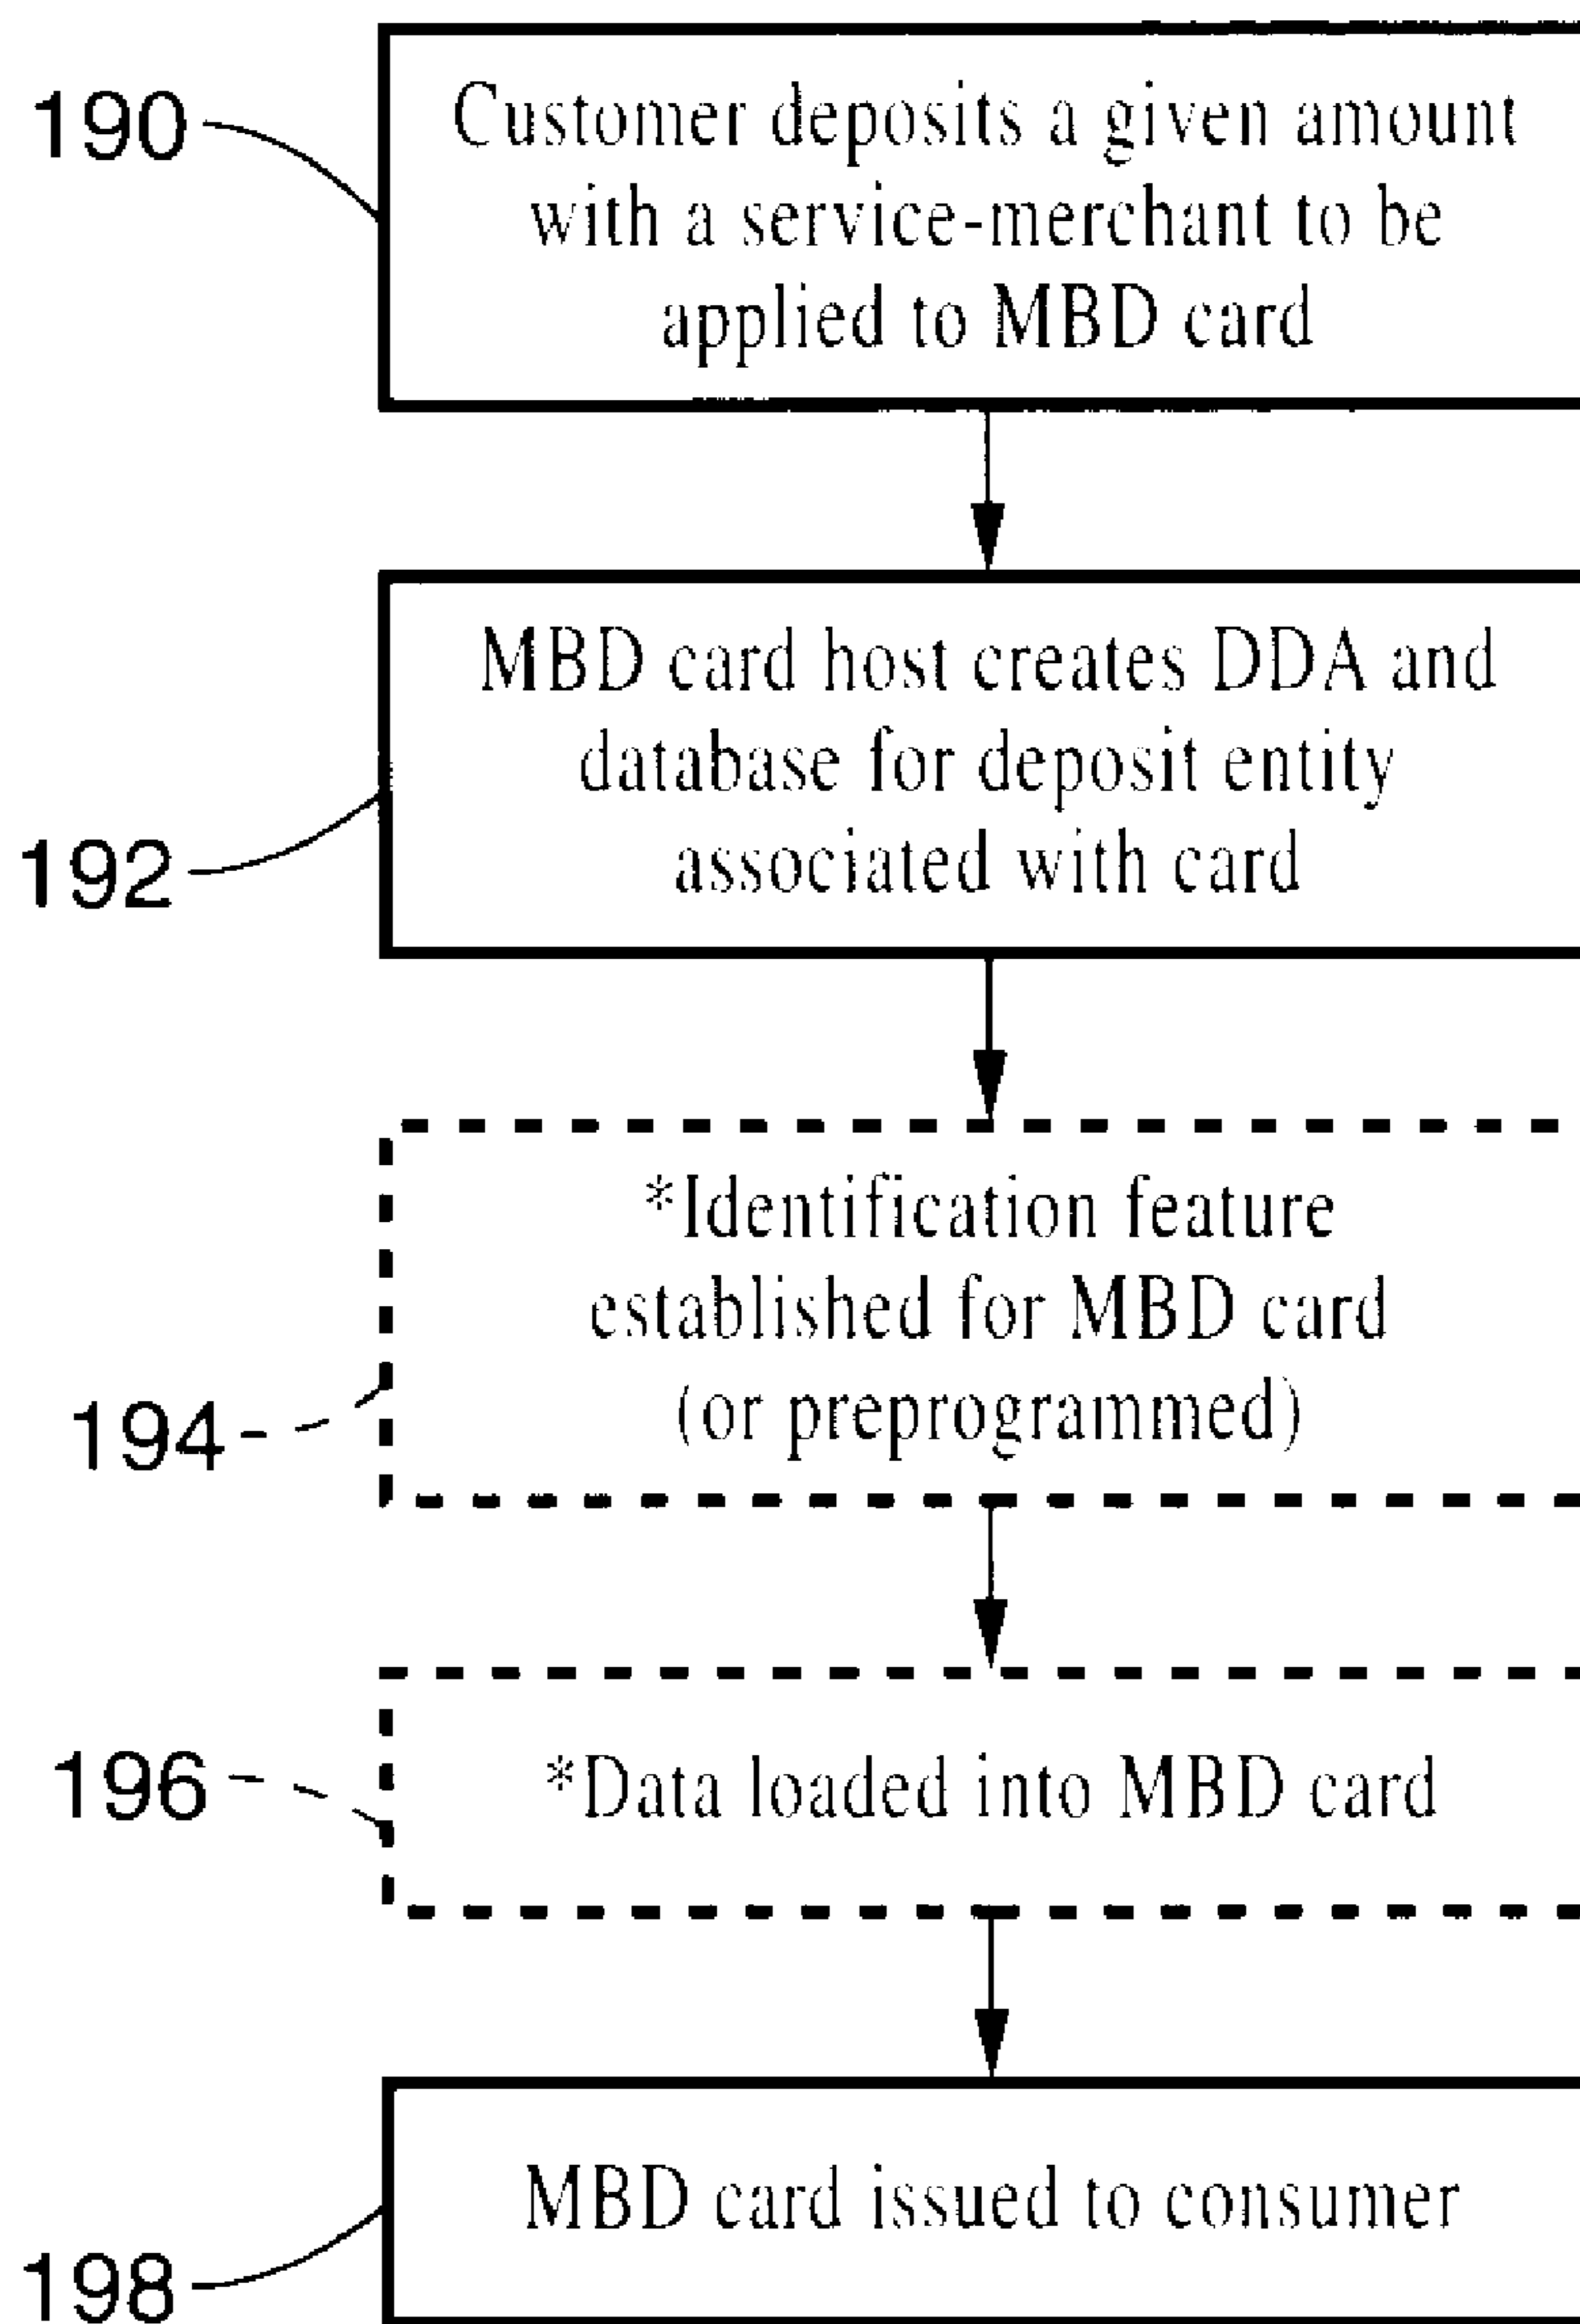 190
Customer deposits a given amount
with a service-merchant to be
applied to MBD card
MBD card host creates DDA and
database for deposit entity
associated with card
192
*Identification feature
established for MBD card
(or preprogrammed)
194
196
*Data loaded into MBD card
MBD card issued to consumer
198